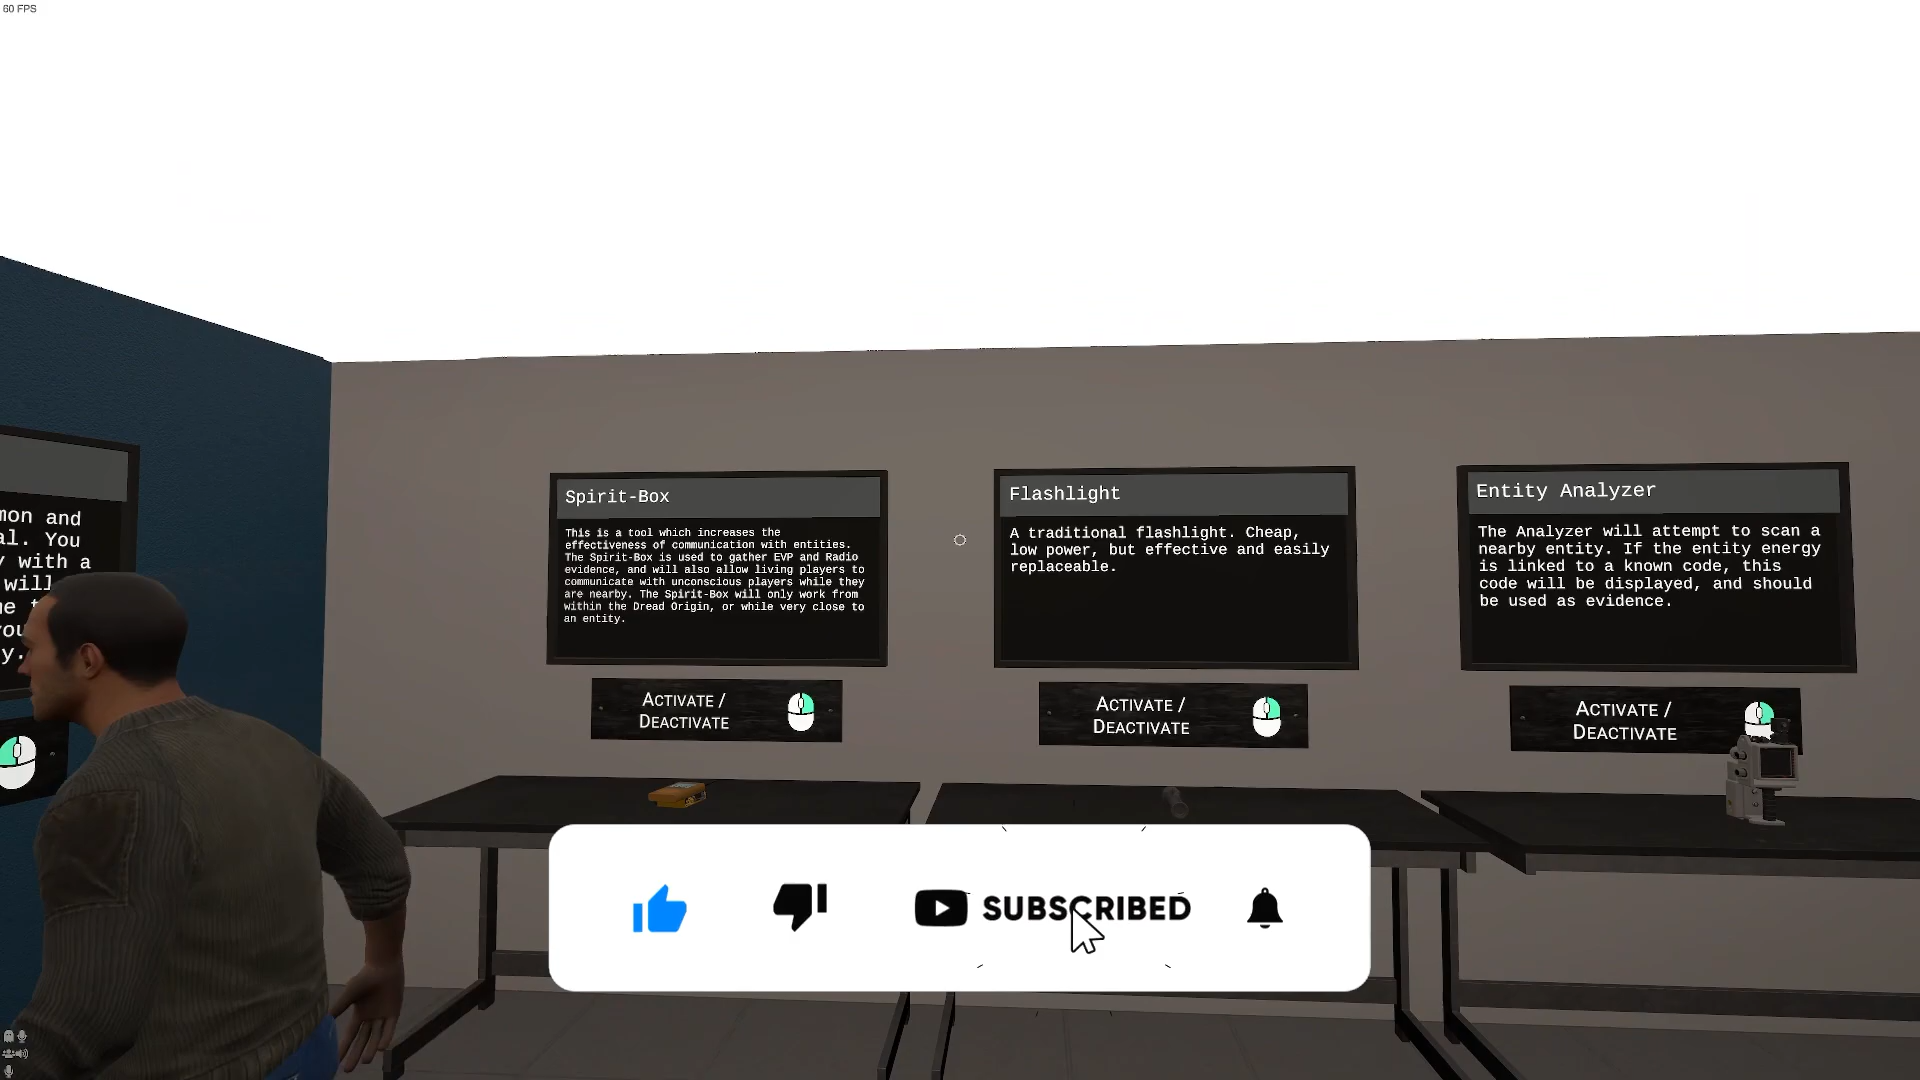 60 FPS
mon and
al. You
y with a
will
y.
Spirit-Box
This is a tool which increases the
effectiveness of communication with entities.
The Spirit-Box is used to gather EVP and Radio
evidence, and will also allow living players to
communicate with unconscious players while they
are nearby. The Spirit-Box will only work from
within the Dread Origin, or while very close to
an entity.
ACTIVATE /
DEACTIVATE
Flashlight
A traditional flashlight. Cheap,
low power, but effective and easily
replaceable.
ACTIVATE /
DEACTIVATE
Entity Analyzer
The Analyzer will attempt to scan a
nearby entity. If the entity energy
is linked to a known code, this
code will be displayed, and should
be used as evidence.
ACTIVATE /
DEACTIVATE
SUBSCRIBED